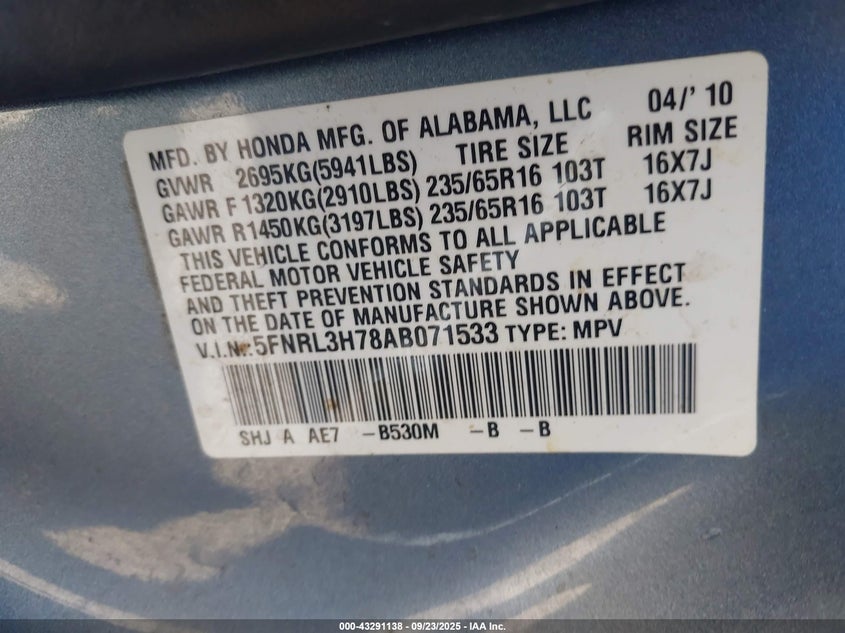 MFD. BY HONDA MFG. OF ALABAMA, LLC 04/'10
GVWR 2695KG(5941LBS) TIRE SIZE RIM SIZE
GAWR F1320KG(2910LBS) 235/65R16 103T 16X7J
GAWR R1450KG(3197LBS) 235/65R16 103T 16X7J
THIS VEHICLE CONFORMS TO ALL APPLICABLE
FEDERAL MOTOR VEHICLE SAFETY
AND THEFT PREVENTION STANDARDS IN EFFECT
ON THE DATE OF MANUFACTURE SHOWN ABOVE.
V.I.N.:5FNRL3H78AB071533 TYPE: MPV
SHJ A AE7 -B530M -B -B
000-43291138 - 09/23/2025 - IAA Inc.